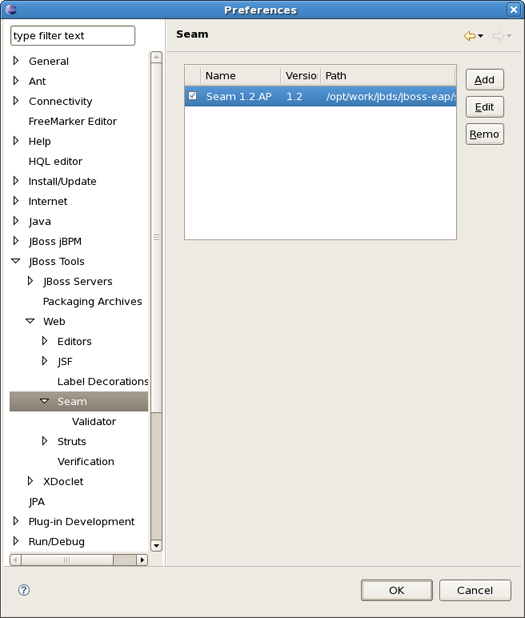 Preferences
type filter text
General
Ant
Connectivity
FreeMarker Editor
Help
HQL editor
Install/Update
Internet
Java
JBoss jBPM
JBoss Tools
JBoss Servers
Packaging Archives
Web
Editors
JSF
Label Decorations
Seam
Validator
Struts
Verification
XDoclet
JPA
Plug-in Development
Run/Debug
Seam
Name Versio Path
Seam 1.2.AP 1.2 /opt/work/jbds/jboss-eap/
Add
Edit
Remo
OK
Cancel